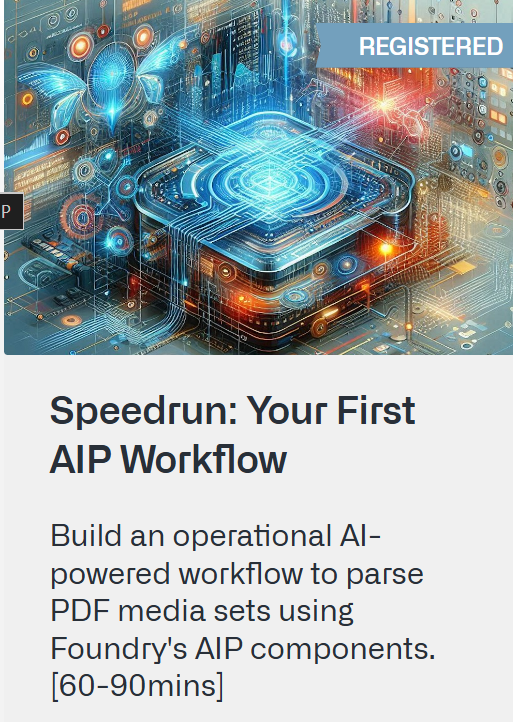 REGISTERED
P
Speedrun: Your First
AIP Workflow
Build an operational AI-
powered workflow to parse
PDF media sets using
Foundry's AIP components.
[60-90mins]